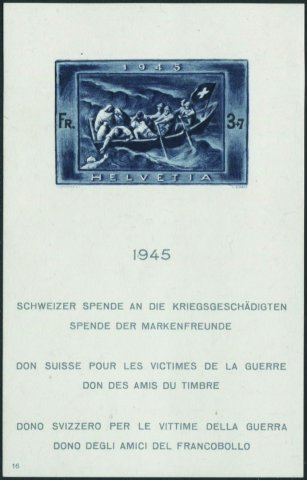 1945
FR. 3+7
HELVETIA
1945
SCHWEIZER SPENDE AN DIE KRIEGSGESCHÄDIGTEN
SPENDE DER MARKENFREUNDE
DON SUISSE POUR LES VICTIMES DE LA GUERRE
DON DES AMIS DU TIMBRE
DONO SVIZZERO PER LE VITTIME DELLA GUERRA
DONO DEGLI AMICI DEL FRANCOBOLLO
16